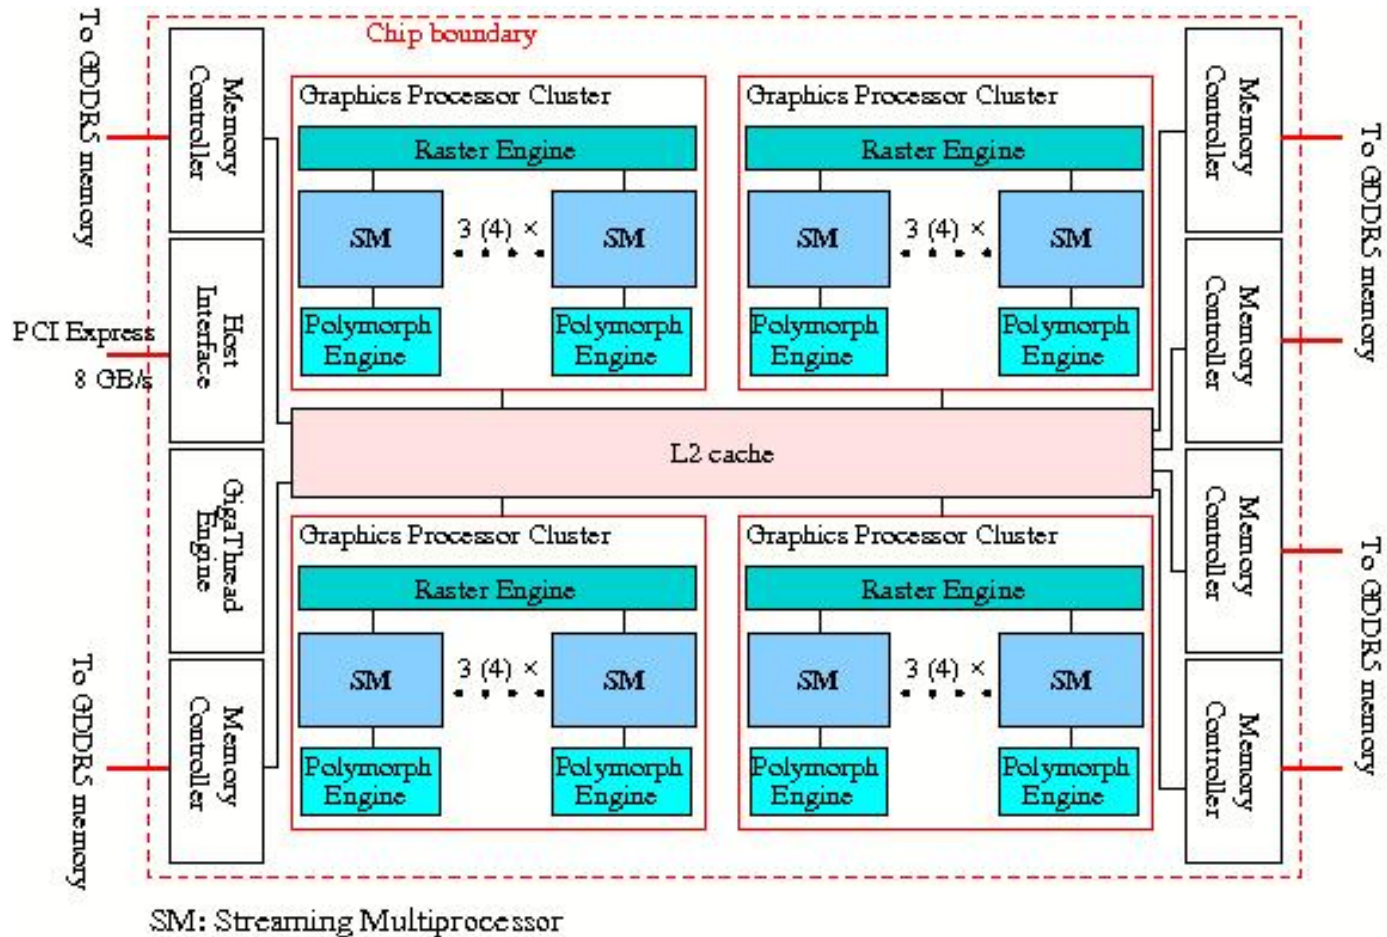 Chip boundary
To GDDR5 memory
Memory
Controller
Host
Interface
PCI Express
8 GB/s
GigaThread
Engine
To GDDR5 memory
Memory
Controller
Graphics Processor Cluster
Raster Engine
SM
3 (4) ×
SM
Polymorph
Engine
Polymorph
Engine
Graphics Processor Cluster
Raster Engine
SM
3 (4) ×
SM
Polymorph
Engine
Polymorph
Engine
L2 cache
Graphics Processor Cluster
Raster Engine
SM
3 (4) ×
SM
Polymorph
Engine
Polymorph
Engine
Graphics Processor Cluster
Raster Engine
SM
3 (4) ×
SM
Polymorph
Engine
Polymorph
Engine
Memory
Controller
Memory
Controller
Memory
Controller
Memory
Controller
To GDDR5 memory
To GDDR5 memory
SM: Streaming Multiprocessor